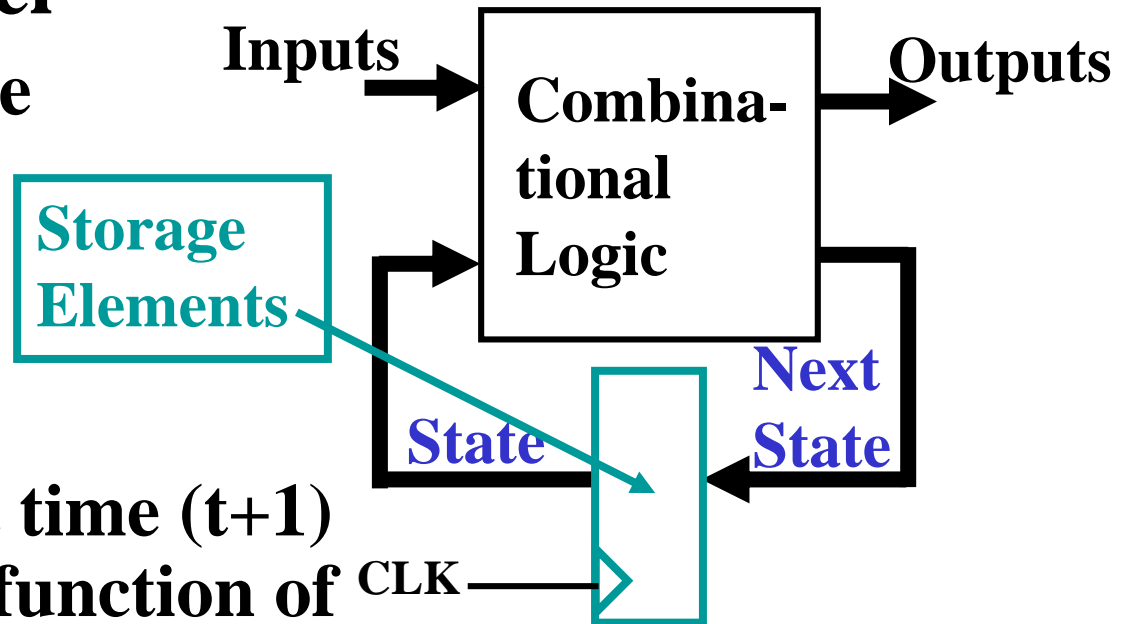 Inputs
Outputs
Combina-
tional
Logic
Storage
Elements
Next
State
State
time (t+1)
function of
CLK